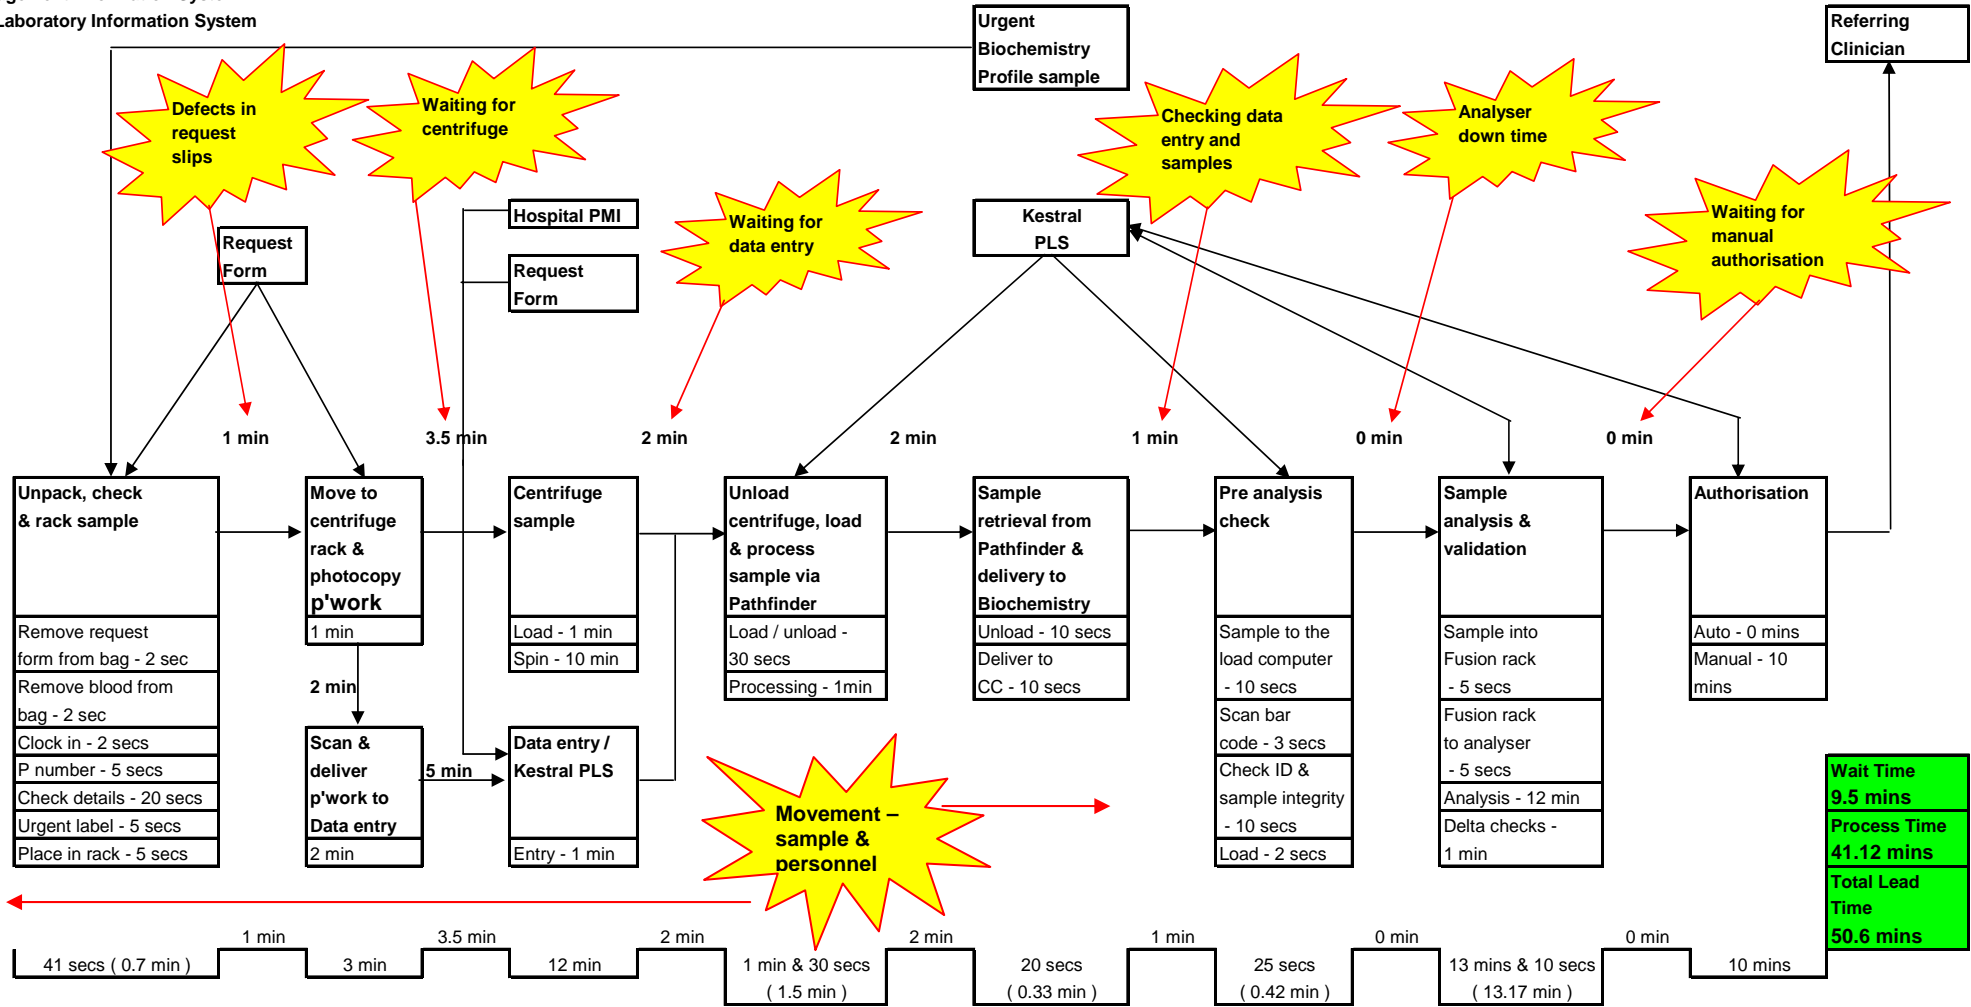 Laboratory Information System
Urgent
Biochemistry
Profile sample
Referring
Clinician
Defects in
request
slips
Waiting for
centrifuge
Waiting for
data entry
Checking data
entry and
samples
Analyser
down time
Waiting for
manual
authorisation
Request
Form
Hospital PMI
Request
Form
Kestral
PLS
1 min
3.5 min
2 min
2 min
1 min
0 min
0 min
Unpack, check
& rack sample
Remove request
form from bag - 2 sec
Remove blood from
bag - 2 sec
Clock in - 2 secs
P number - 5 secs
Check details - 20 secs
Urgent label - 5 secs
Place in rack - 5 secs
Move to
centrifuge
rack &
photocopy
p'work
1 min
2 min
Scan &
deliver
p'work to
Data entry
2 min
5 min
Centrifuge
sample
Load - 1 min
Spin - 10 min
Data entry /
Kestral PLS
Entry - 1 min
Unload
centrifuge, load
& process
sample via
Pathfinder
Load / unload -
30 secs
Processing - 1min
Sample
retrieval from
Pathfinder &
delivery to
Biochemistry
Unload - 10 secs
Deliver to
CC - 10 secs
Pre analysis
check
Sample to the
load computer
- 10 secs
Scan bar
code - 3 secs
Check ID &
sample integrity
- 10 secs
Load - 2 secs
Sample
analysis &
validation
Sample into
Fusion rack
- 5 secs
Fusion rack
to analyser
- 5 secs
Analysis - 12 min
Delta checks -
1 min
Authorisation
Auto - 0 mins
Manual - 10
mins
Movement –
sample &
personnel
Wait Time
9.5 mins
Process Time
41.12 mins
Total Lead
Time
50.6 mins
1 min
3.5 min
2 min
2 min
1 min
0 min
0 min
41 secs ( 0.7 min )
3 min
12 min
1 min & 30 secs
( 1.5 min )
20 secs
( 0.33 min )
25 secs
( 0.42 min )
13 mins & 10 secs
( 13.17 min )
10 mins